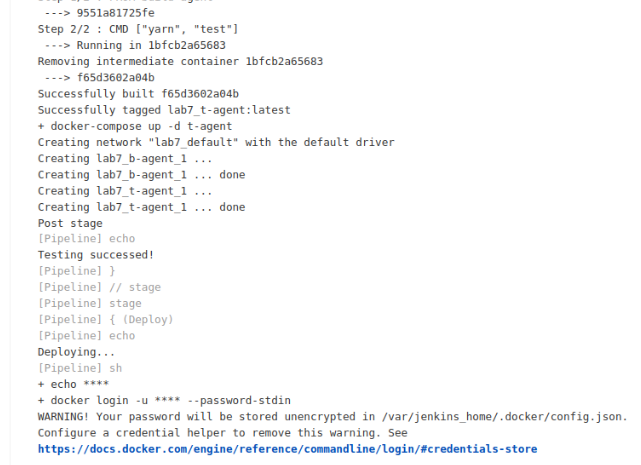 ---> 9551a81725fe
Step 2/2 : CMD ["yarn", "test"]
 ---> Running in 1bfcb2a65683
Removing intermediate container 1bfcb2a65683
 ---> f65d3602a04b
Successfully built f65d3602a04b
Successfully tagged lab7_t-agent:latest
+ docker-compose up -d t-agent
Creating network "lab7_default" with the default driver
Creating lab7_b-agent_1 ...
Creating lab7_b-agent_1 ... done
Creating lab7_t-agent_1 ...
Creating lab7_t-agent_1 ... done
Post stage
[Pipeline] echo
Testing successed!
[Pipeline] }
[Pipeline] // stage
[Pipeline] stage
[Pipeline] { (Deploy)
[Pipeline] echo
Deploying...
[Pipeline] sh
+ echo ****
+ docker login -u **** --password-stdin
WARNING! Your password will be stored unencrypted in /var/jenkins_home/.docker/config.json.
Configure a credential helper to remove this warning. See
https://docs.docker.com/engine/reference/commandline/login/#credentials-store